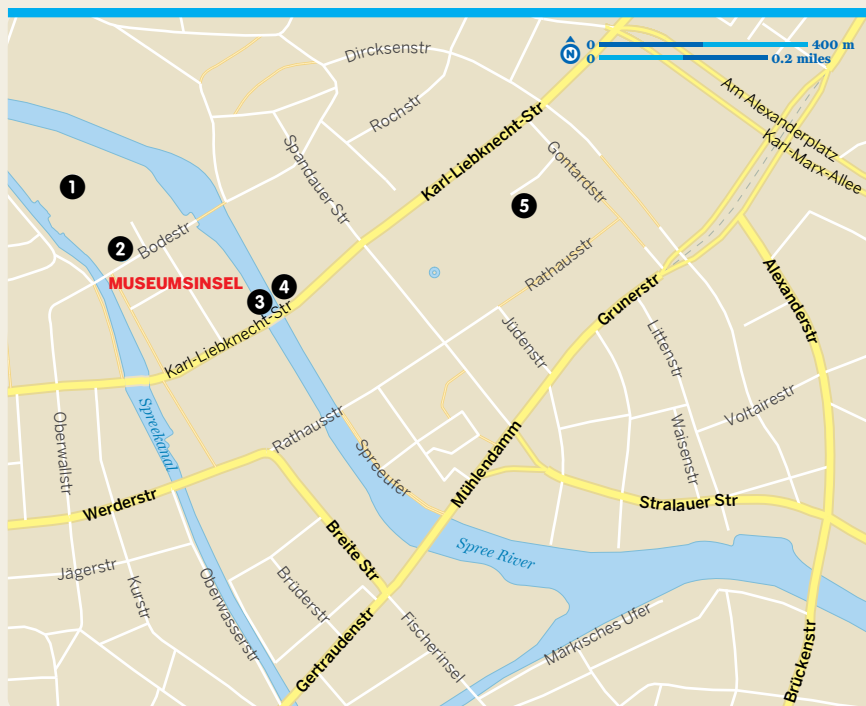 Dircksenstr
0 400 m
N
0 0.2 miles
Rochstr
Am Alexanderplatz
Karl-Marx-Allee
Karl-Liebknecht-Str
Spandauer Str
Gontardstr
1
5
2
Bodestr
Rathausstr
MUSEUMSINSEL
4
3
Karl-Liebknecht-Str
Grunerstr
Alexanderstr
Jüdenstr
Littenstr
Spreekanal
Oberwallstr
Rathausstr
Voltairestr
Waisenstr
Spreeufer
Mühlendamm
Werderstr
Stralauer Str
Breite Str
Spree River
Jägerstr
Kurstr
Oberwasserstr
Brüderstr
Gertraudenstr
Fischerinsel
Märkisches Ufer
Brückenstr